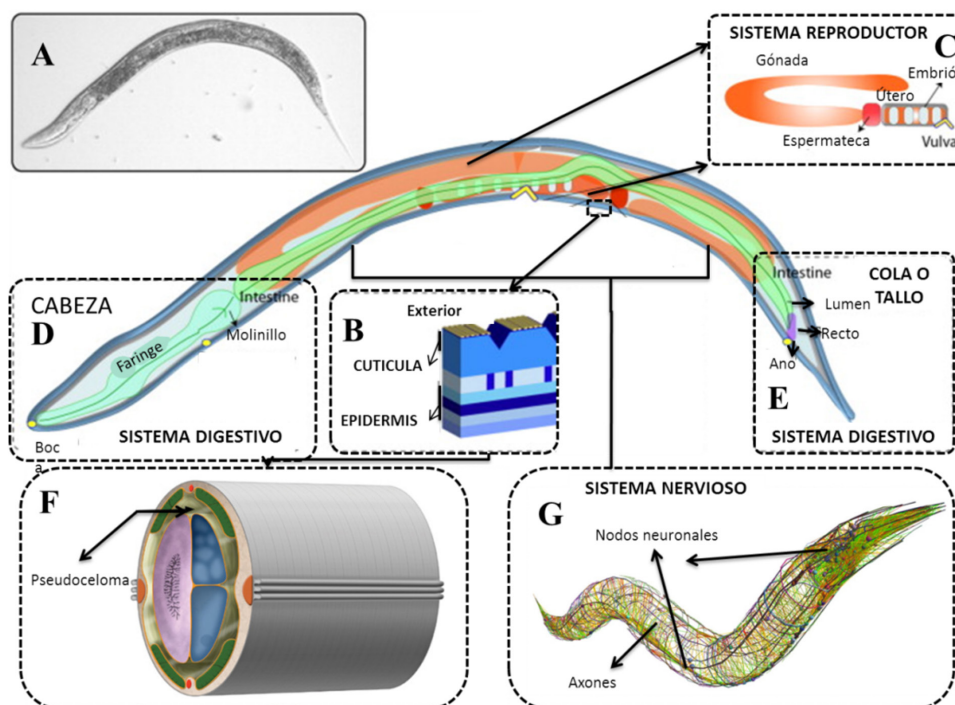 A
SISTEMA REPRODUCTOR
C
Gónada
Embrió
Útero
Espermateca
Vulva
CABEZA
D
Intestine
Molinillo
Faringe
SISTEMA DIGESTIVO
Boc
a
B
Exterior
CUTICULA
EPIDERMIS
Intestine
COLA O
TALLO
Lumen
Recto
Ano
E
SISTEMA DIGESTIVO
F
Pseudoceloma
SISTEMA NERVIOSO
G
Nodos neuronales
Axones